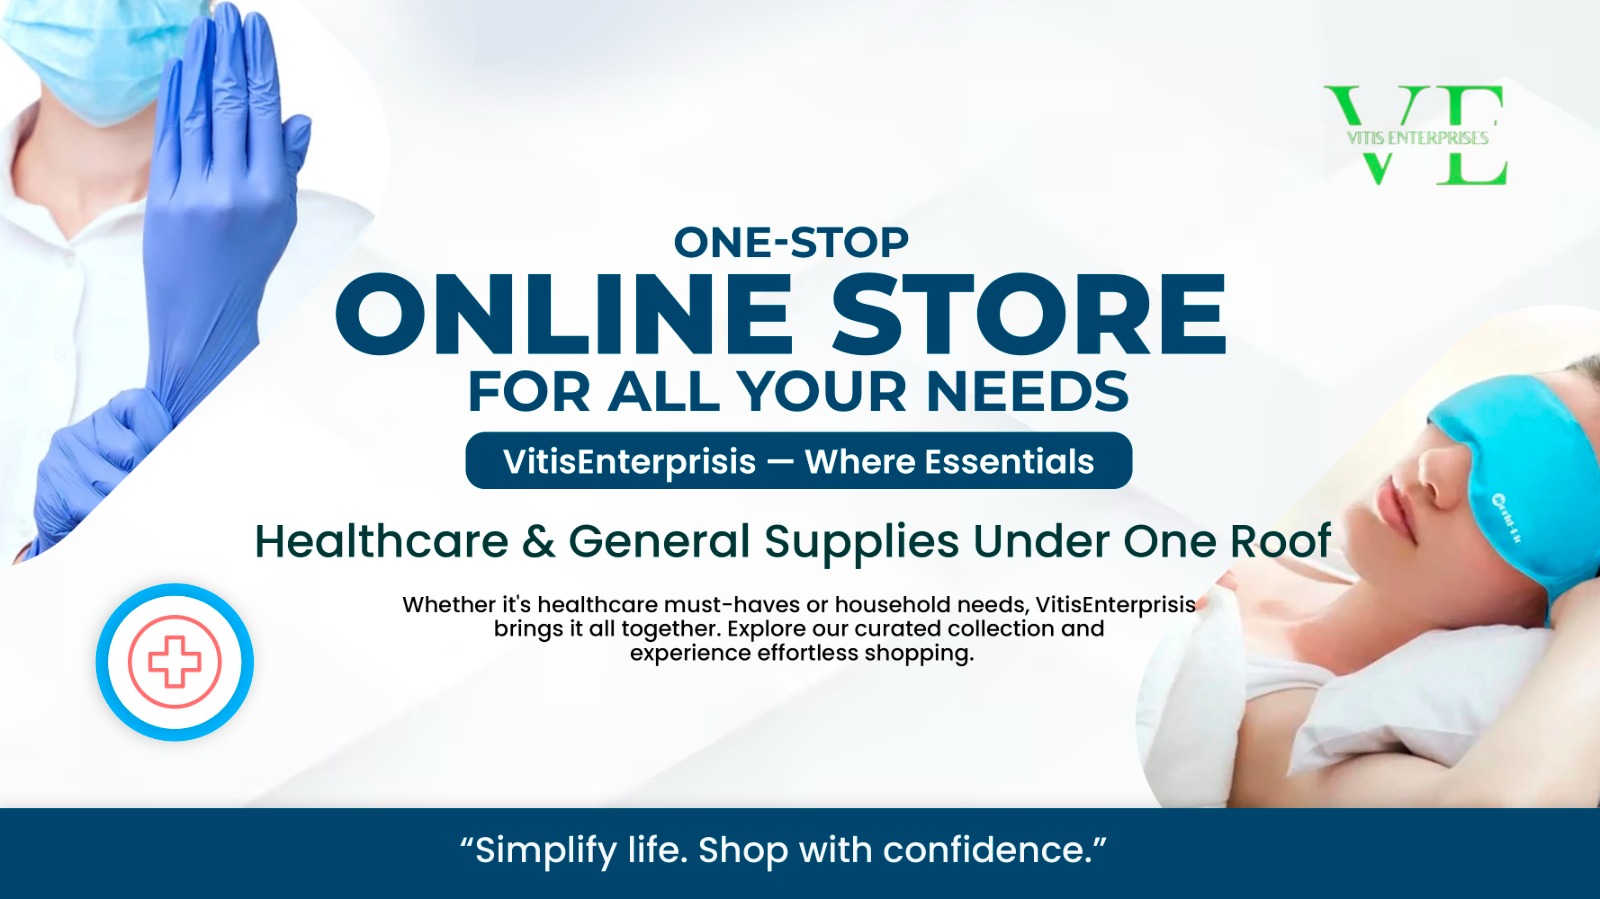 VE
VITIS ENTERPRISES
ONE-STOP
ONLINE STORE
FOR ALL YOUR NEEDS
VitisEnterprisis — Where Essentials
Healthcare & General Supplies Under One Roof
Whether it's healthcare must-haves or household needs, VitisEnterprisis
brings it all together. Explore our curated collection and
experience effortless shopping.
“Simplify life. Shop with confidence.”